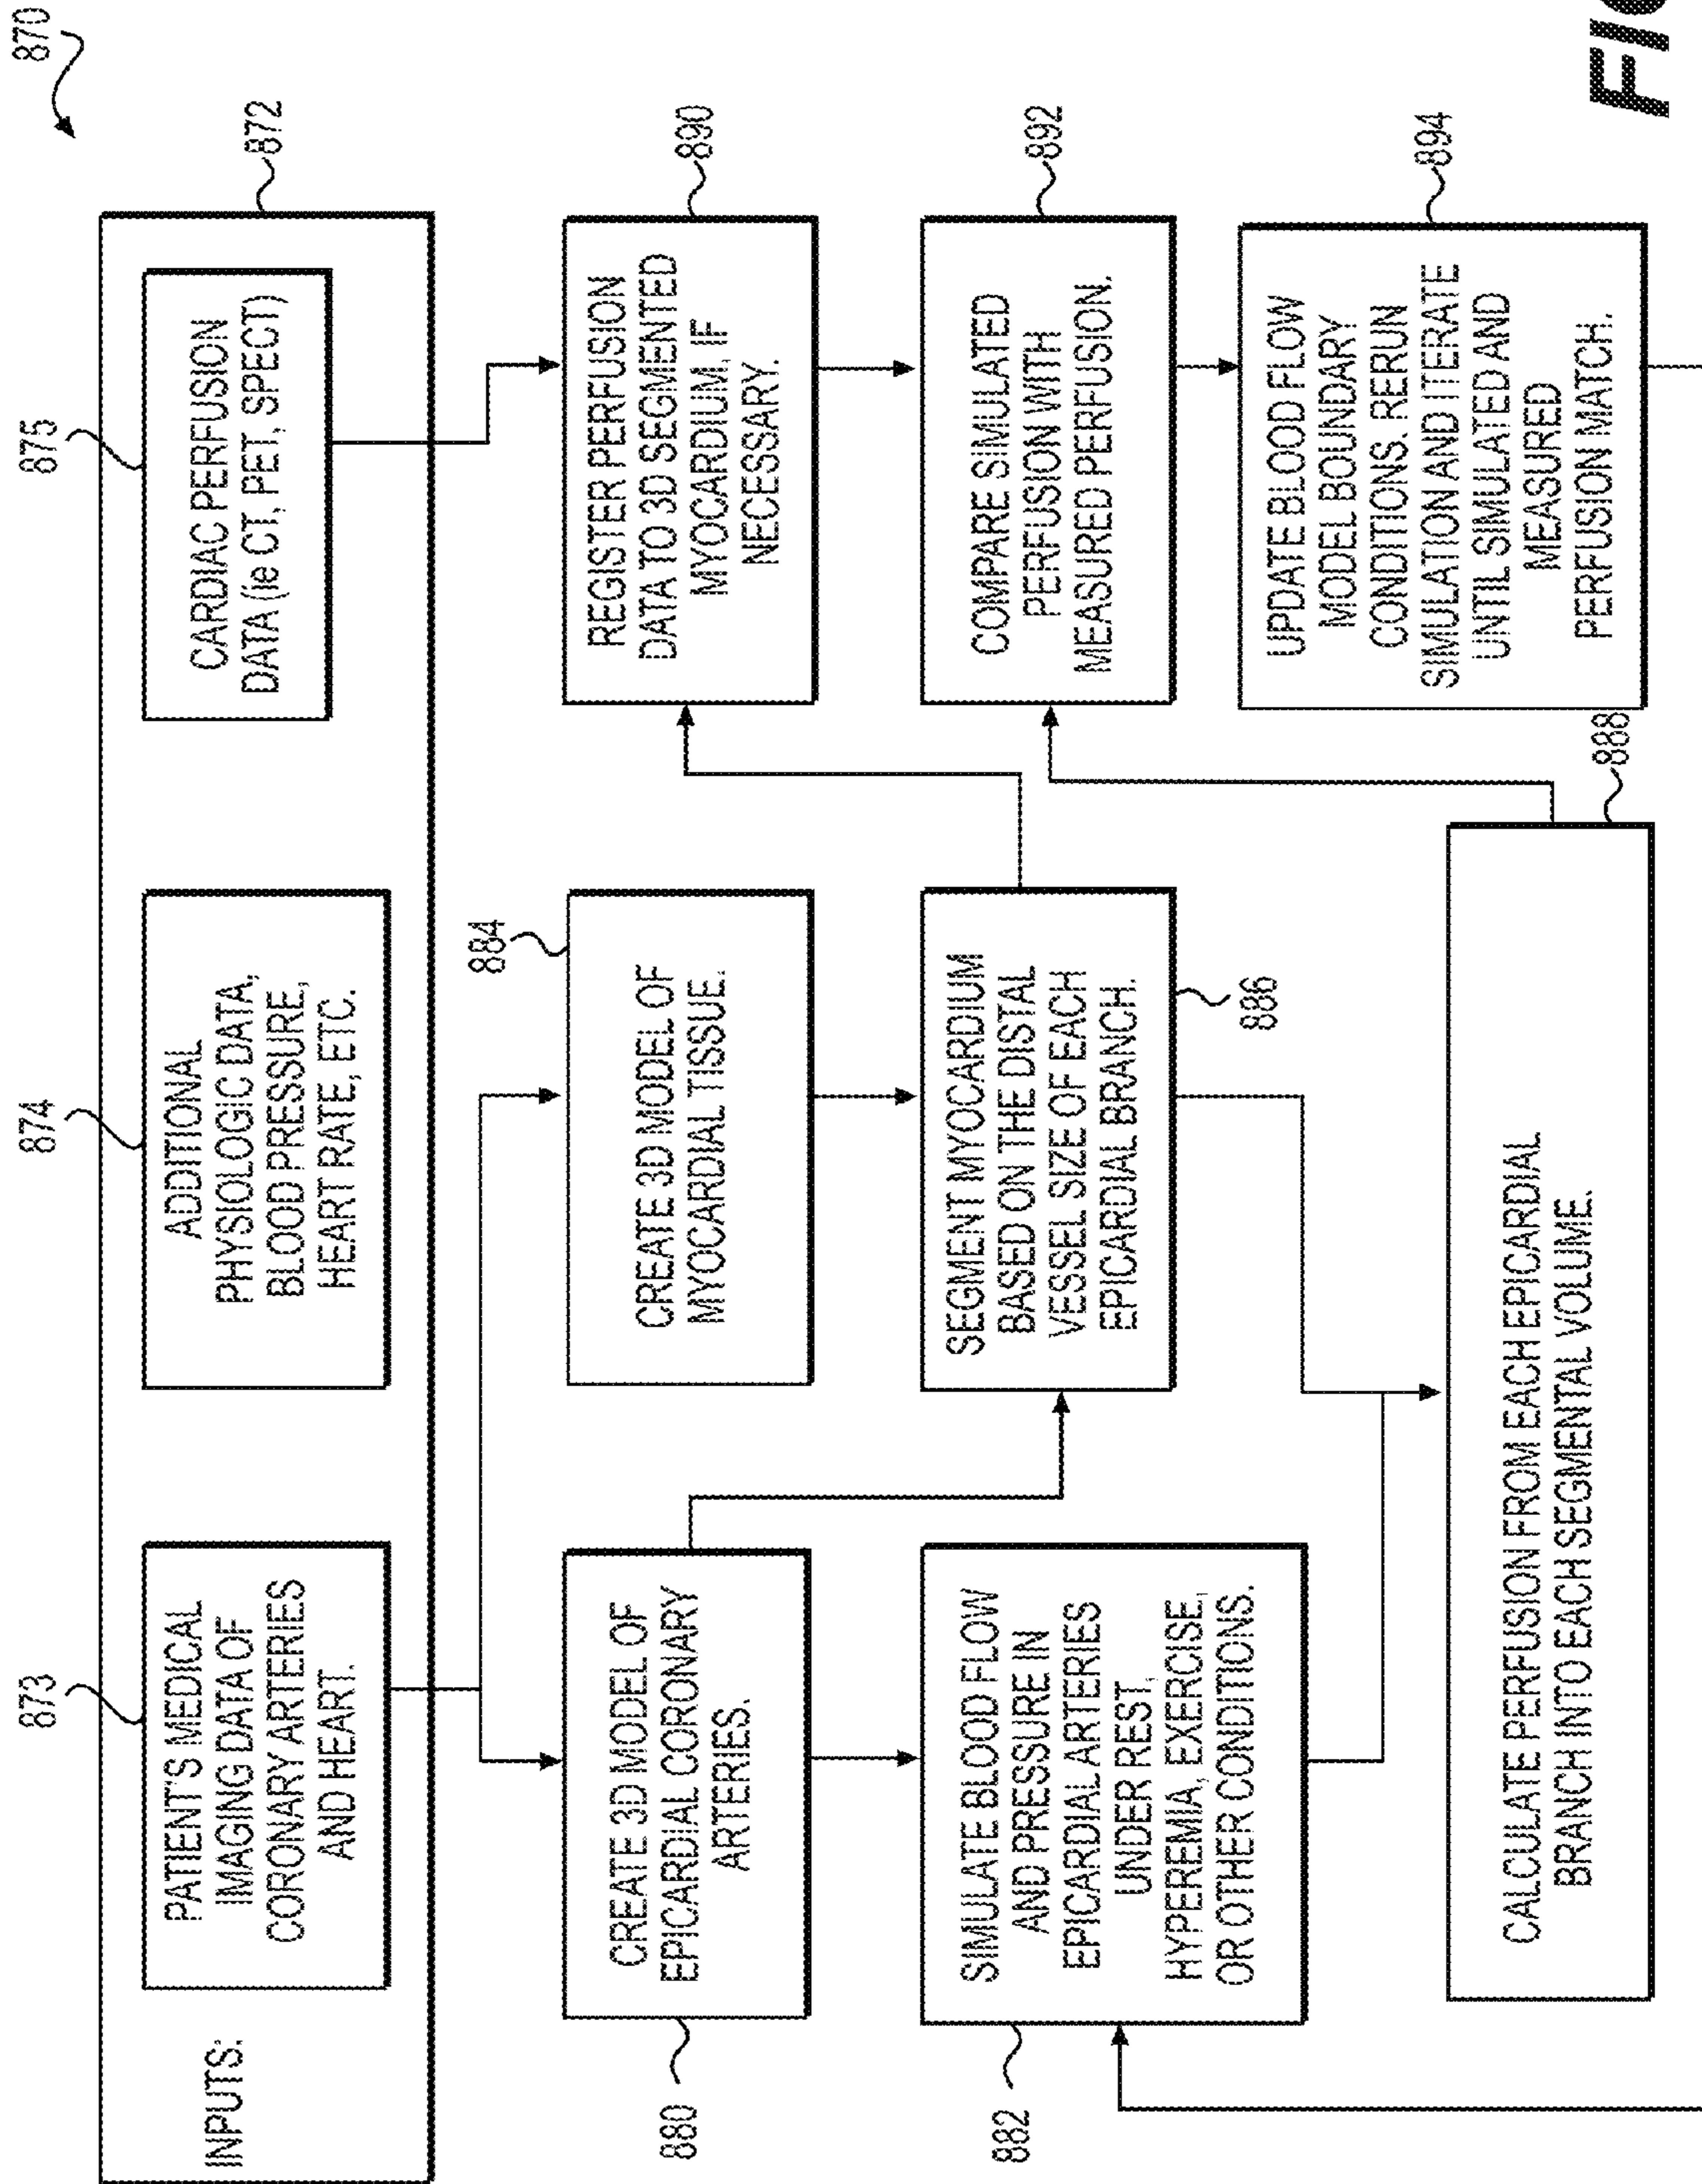 870
872
INPUTS:
873
PATIENT'S MEDICAL
IMAGING DATA OF
CORONARY ARTERIES
AND HEART.
874
ADDITIONAL
PHYSIOLOGIC DATA,
BLOOD PRESSURE,
HEART RATE, ETC.
875
CARDIAC PERFUSION
DATA (ie CT, PET, SPECT)
880
CREATE 3D MODEL OF
EPICARDIAL CORONARY
ARTERIES.
884
CREATE 3D MODEL OF
MYOCARDIAL TISSUE.
890
REGISTER PERFUSION
DATA TO 3D SEGMENTED
MYOCARDIUM, IF
NECESSARY.
882
SIMULATE BLOOD FLOW
AND PRESSURE IN
EPICARDIAL ARTERIES
UNDER REST,
HYPEREMIA, EXERCISE,
OR OTHER CONDITIONS.
886
SEGMENT MYOCARDIUM
BASED ON THE DISTAL
VESSEL SIZE OF EACH
EPICARDIAL BRANCH.
892
COMPARE SIMULATED
PERFUSION WITH
MEASURED PERFUSION.
888
CALCULATE PERFUSION FROM EACH EPICARDIAL
BRANCH INTO EACH SEGMENTAL VOLUME.
894
UPDATE BLOOD FLOW
MODEL BOUNDARY
CONDITIONS. RERUN
SIMULATION AND ITERATE
UNTIL SIMULATED AND
MEASURED
PERFUSION MATCH.